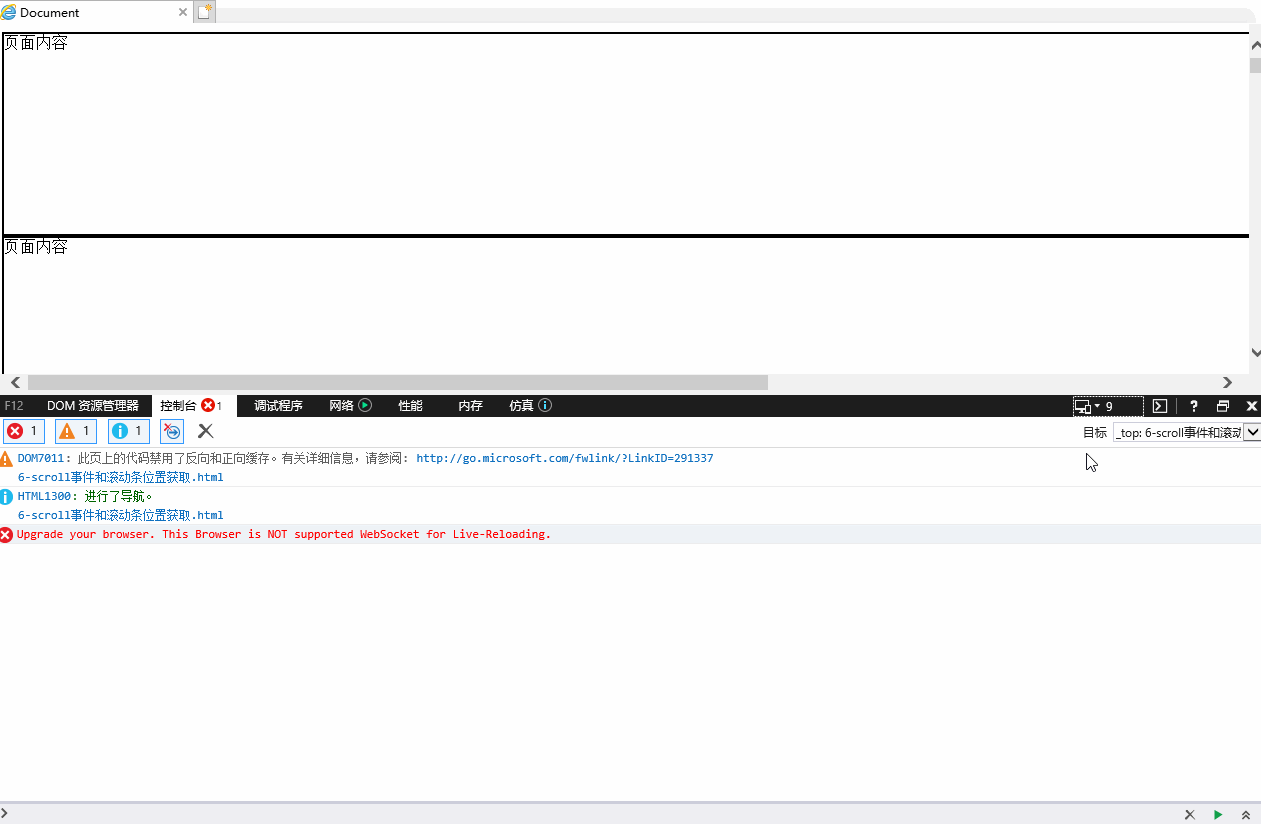 Document
页面内容
页面内容
F12 DOM 资源管理器 控制台 1 调试程序 网络 性能 内存 仿真 9
1 1 1 目标 _top: 6-scroll事件和滚动
DOM7011: 此页上的代码禁用了反向和正向缓存。有关详细信息，请参阅: http://go.microsoft.com/fwlink/?LinkID=291337
6-scroll事件和滚动条位置获取.html
HTML1300: 进行了导航。
6-scroll事件和滚动条位置获取.html
Upgrade your browser. This Browser is NOT supported WebSocket for Live-Reloading.